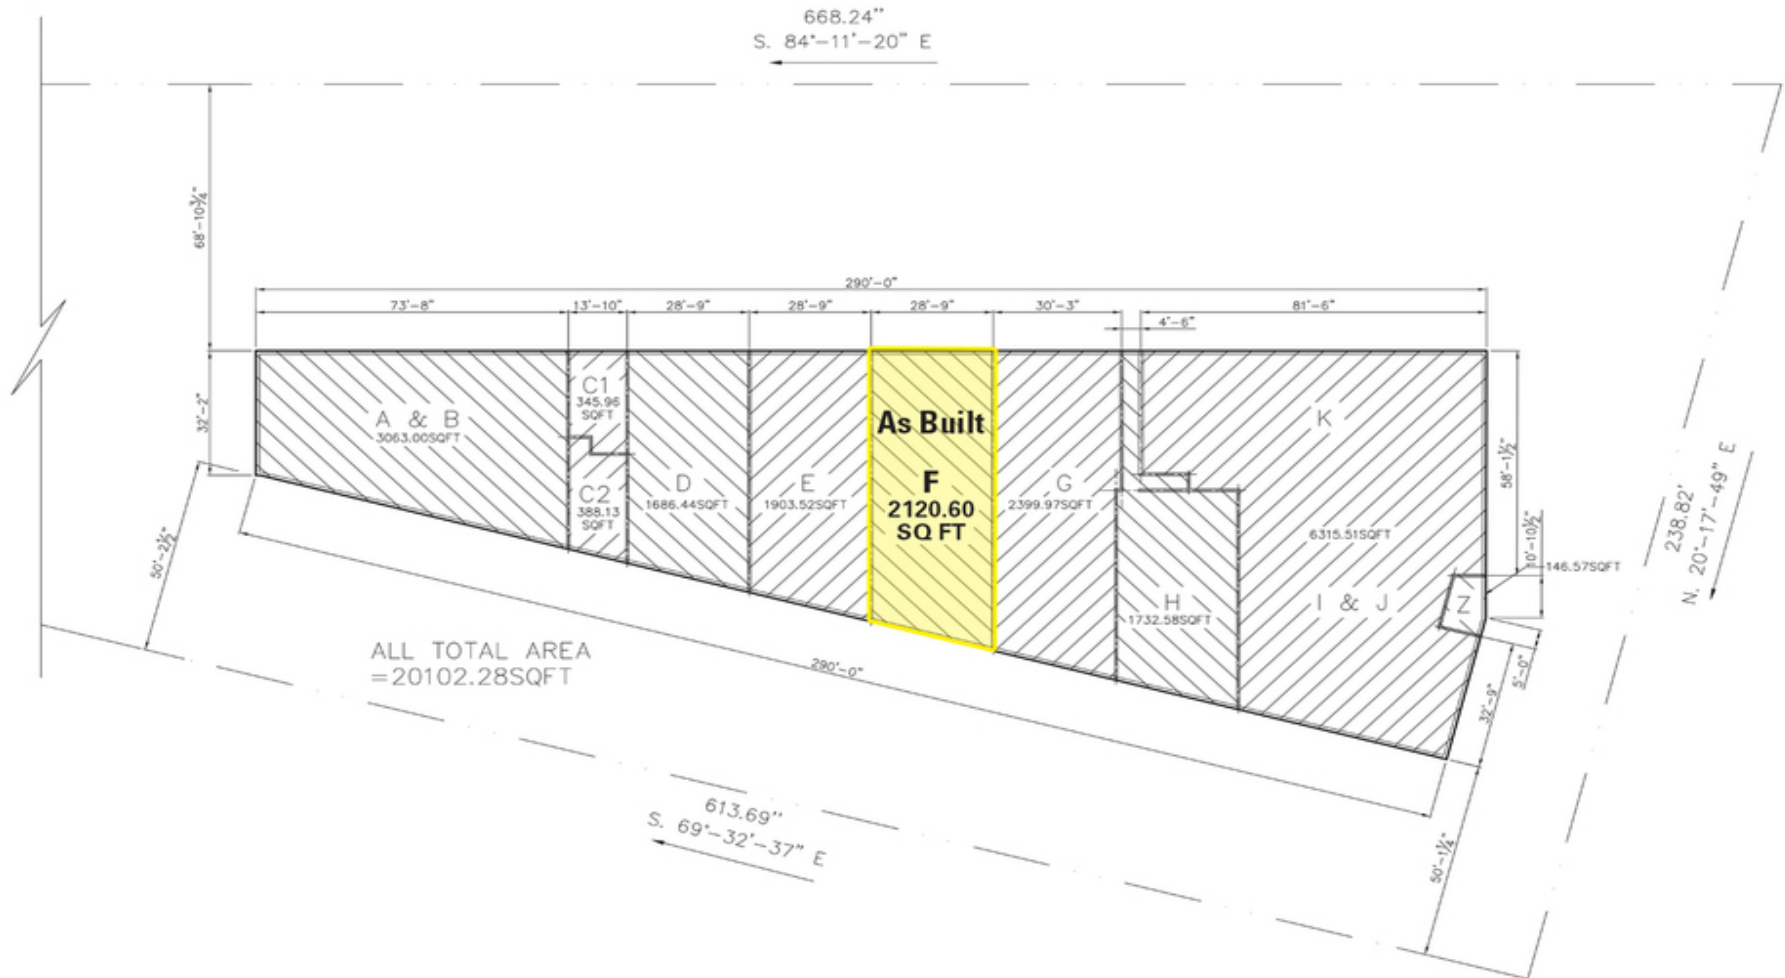 668.24"
S. 84°-11'-20" E
68'-10¾"
290'-0"
73'-8"
13'-10"
28'-9"
28'-9"
28'-9"
30'-3"
4'-6"
81'-6"
32'-2"
A & B
3063.00SQFT
C1
345.96
SQFT
C2
388.13
SQFT
D
1686.44SQFT
E
1903.52SQFT
As Built
F
2120.60
SQ FT
G
2399.97SQFT
H
1732.58SQFT
K
6315.51SQFT
I & J
Z
146.57SQFT
58'-1½"
10'-10½"
5'-0"
32'-9"
50'-1¼"
238.82'
N. 20°-17'-49" E
50'-2½"
290'-0"
ALL TOTAL AREA
=20102.28SQFT
613.69"
S. 69°-32'-37" E